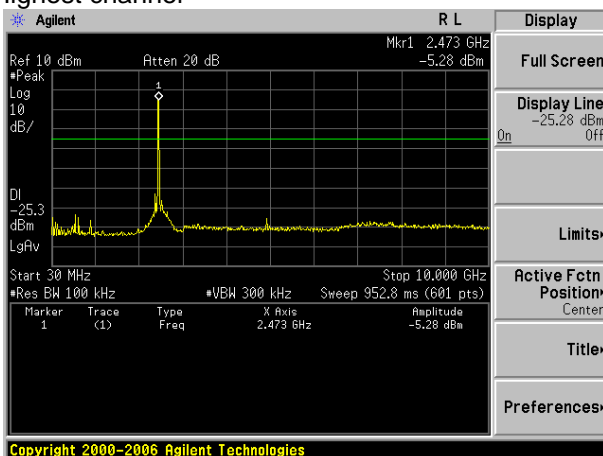 highest channel
Agilent R L Display
Mkr1 2.473 GHz
Ref 10 dBm Atten 20 dB -5.28 dBm
#Peak
Log
10
dB/
1
DI
-25.3
dBm
LgAv
Start 30 MHz Stop 10.000 GHz
#Res BW 100 kHz #VBW 300 kHz Sweep 952.8 ms (601 pts)
Marker Trace Type X Axis Amplitude
1 (1) Freq 2.473 GHz -5.28 dBm
Full Screen
Display Line
-25.28 dBm
On Off
Limits
Active Fctn
Position
Center
Title
Preferences
Copyright 2000-2006 Agilent Technologies